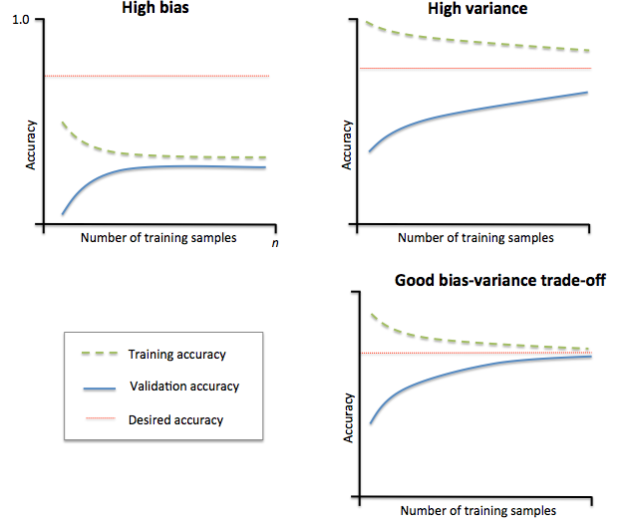 High bias
1.0
Accuracy
Number of training samples
n
High variance
Accuracy
Number of training samples
Good bias-variance trade-off
Accuracy
Number of training samples
Training accuracy
Validation accuracy
Desired accuracy